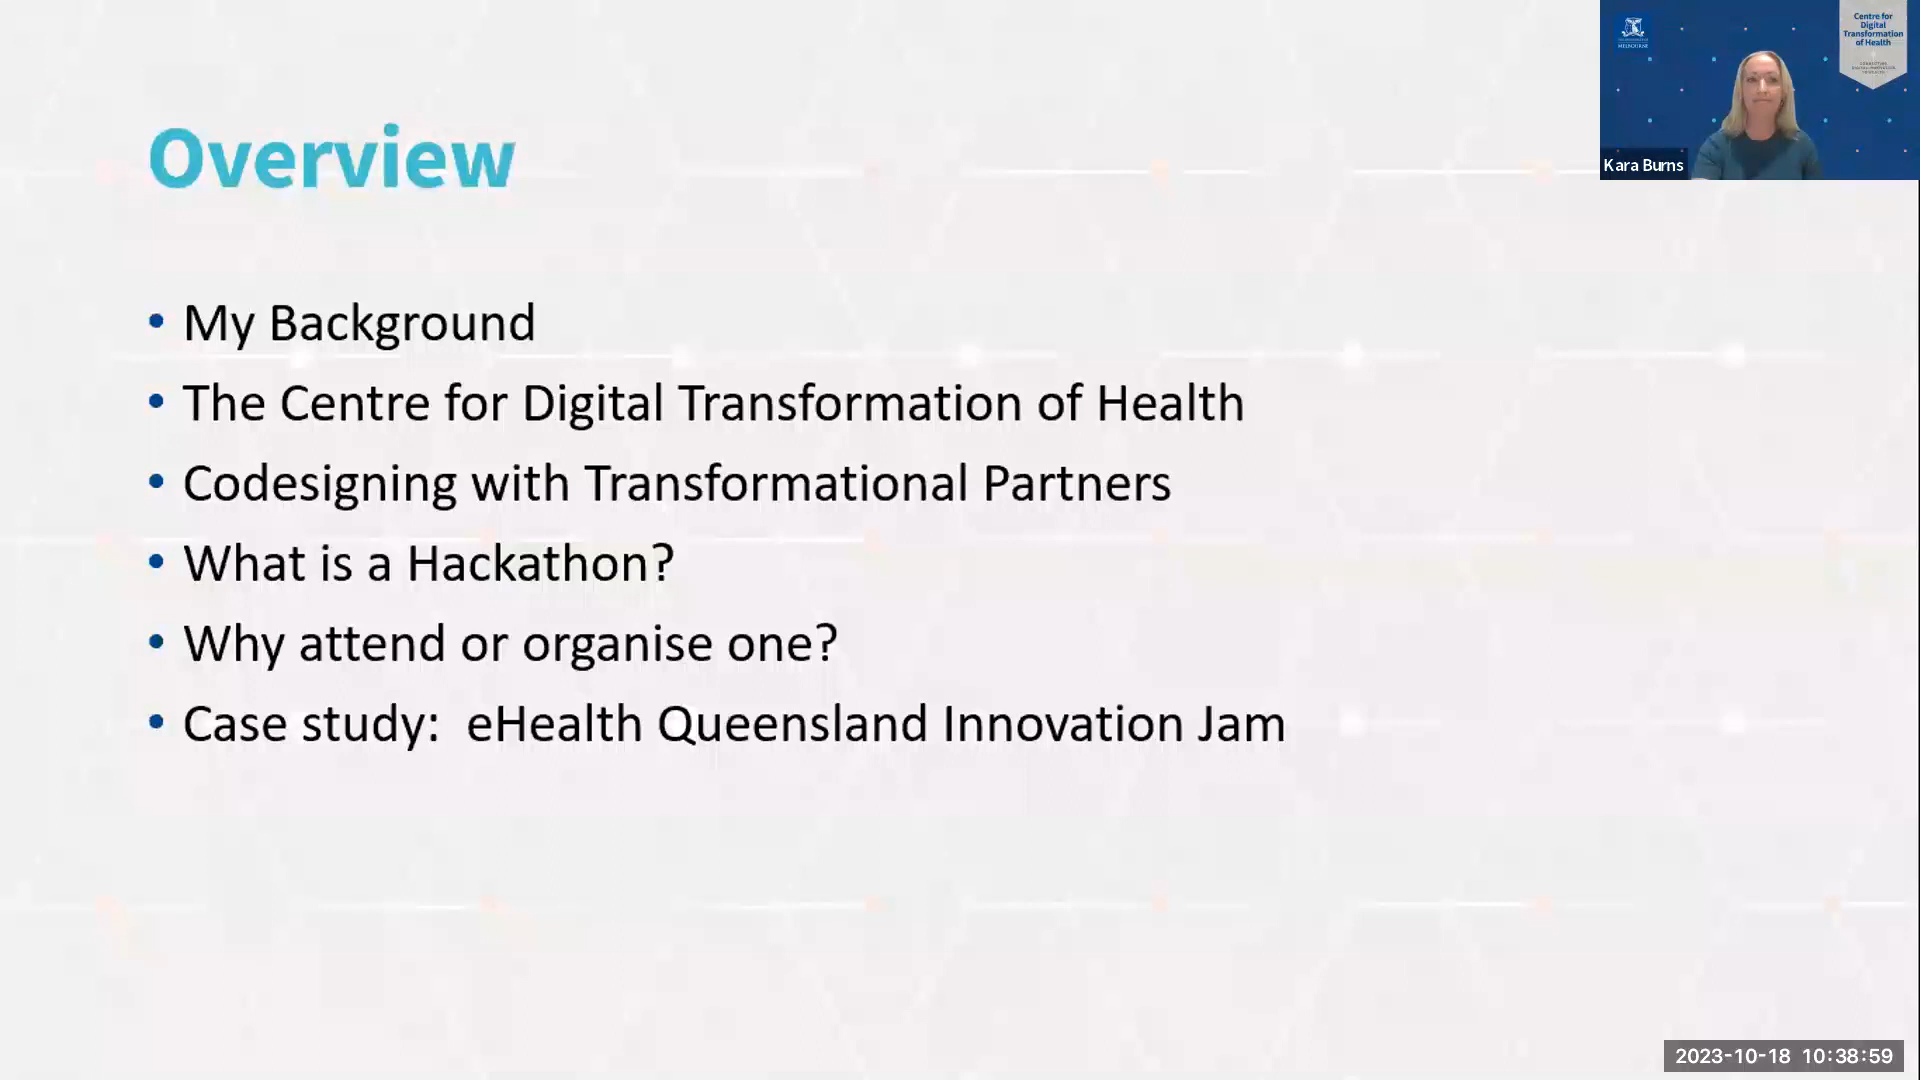 Overview
• My Background
• The Centre for Digital Transformation of Health
• Codesigning with Transformational Partners
• What is a Hackathon?
• Why attend or organise one?
• Case study:  eHealth Queensland Innovation Jam
MELBOURNE
Centre for
Digital
Transformation
of Health
Kara Burns
2023-10-18 10:38:59